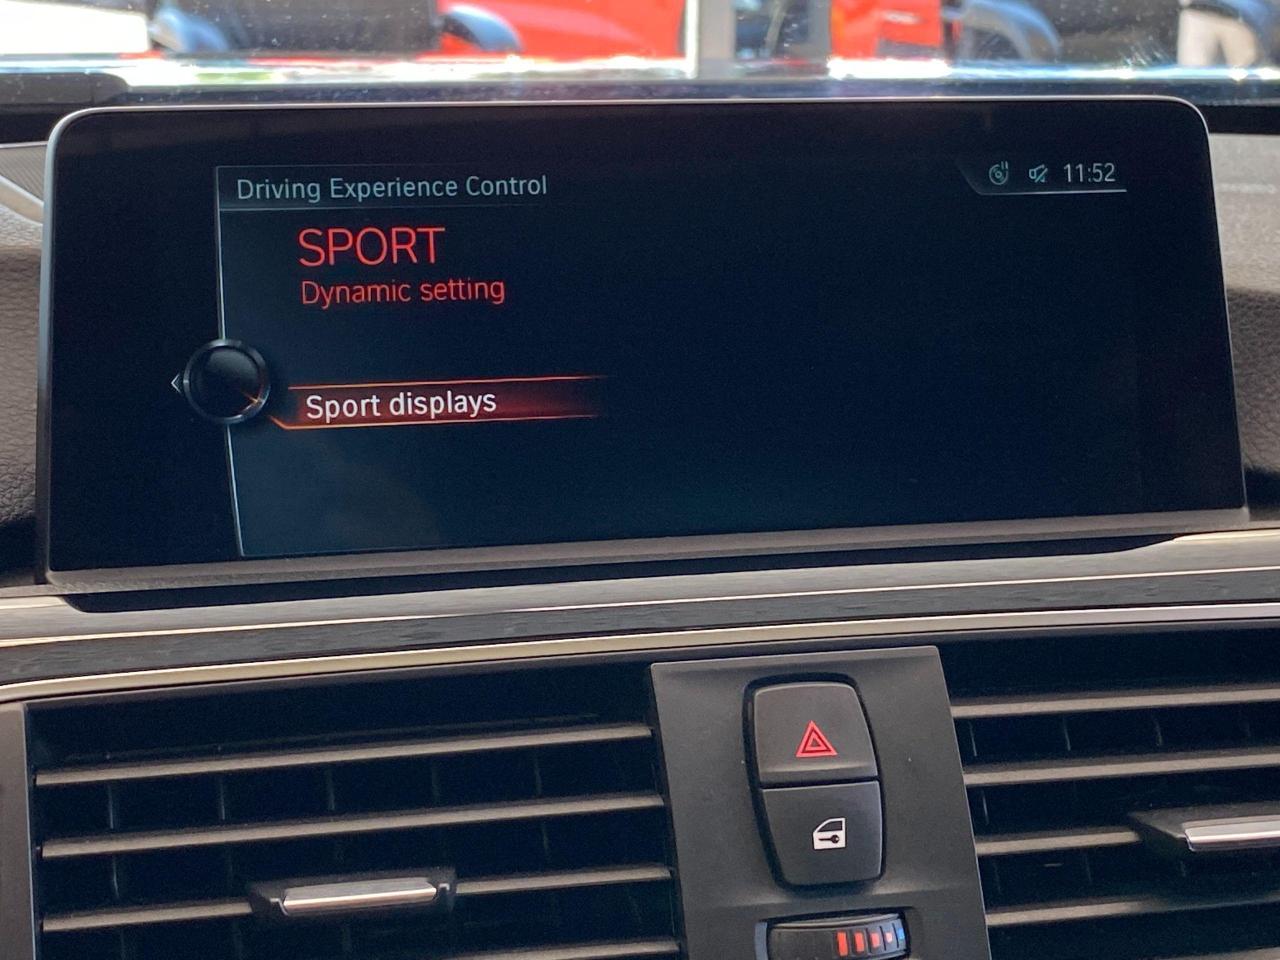 Driving Experience Control
11:52
SPORT
Dynamic setting
Sport displays